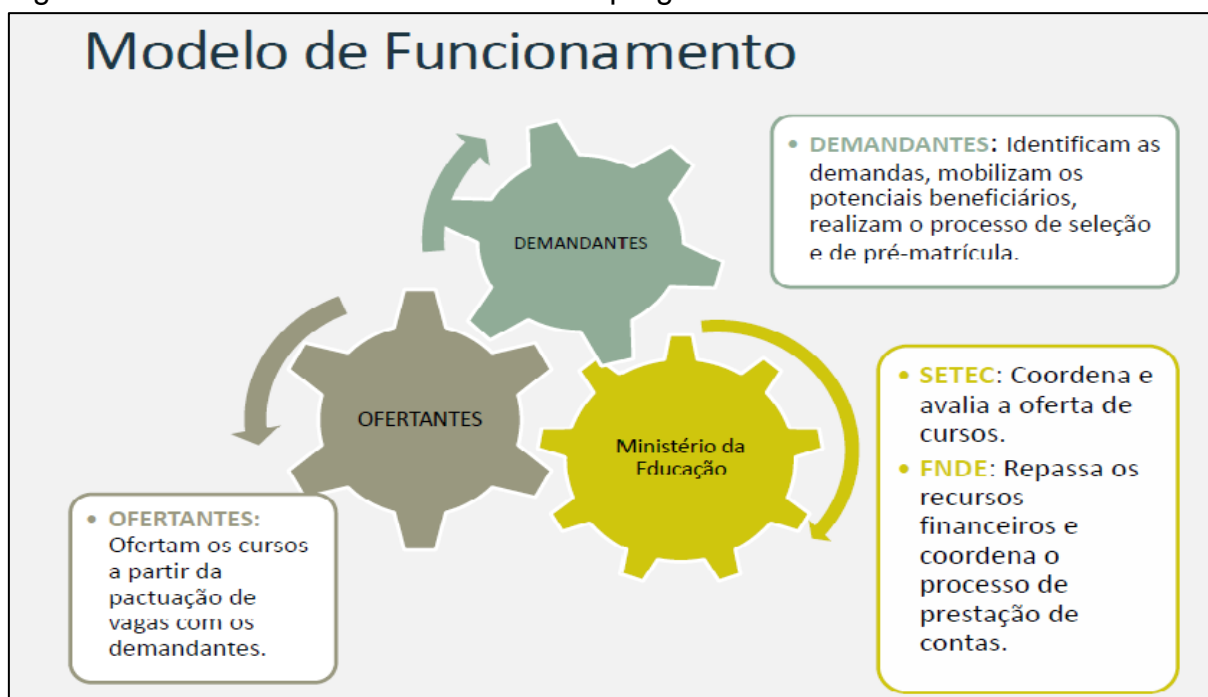 Modelo de Funcionamento
DEMANDANTES
• DEMANDANTES: Identificam as
demandas, mobilizam os
potenciais beneficiários,
realizam o processo de seleção
e de pré-matrícula.
OFERTANTES
Ministério da
Educação
• SETEC: Coordena e
avalia a oferta de
cursos.
• FNDE: Repassa os
recursos
financeiros e
coordena o
processo de
prestação de
contas.
• OFERTANTES:
Ofertam os cursos
a partir da
pactuação de
vagas com os
demandantes.